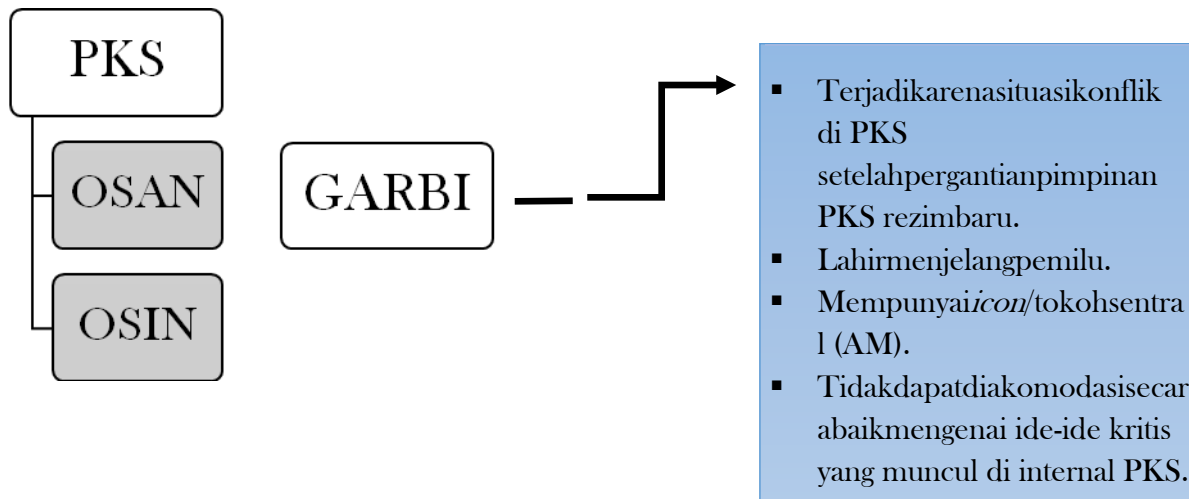 PKS
OSAN
OSIN
GARBI
▪ Terjadikarenasituasikonflik
di PKS
setelahpergantianpimpinan
PKS rezimbaru.
▪ Lahirmenjelangpemilu.
▪ Mempunyaiicon/tokohsentra
l (AM).
▪ Tidakdapatdiakomodasisecar
abaikmengenai ide-ide kritis
yang muncul di internal PKS.